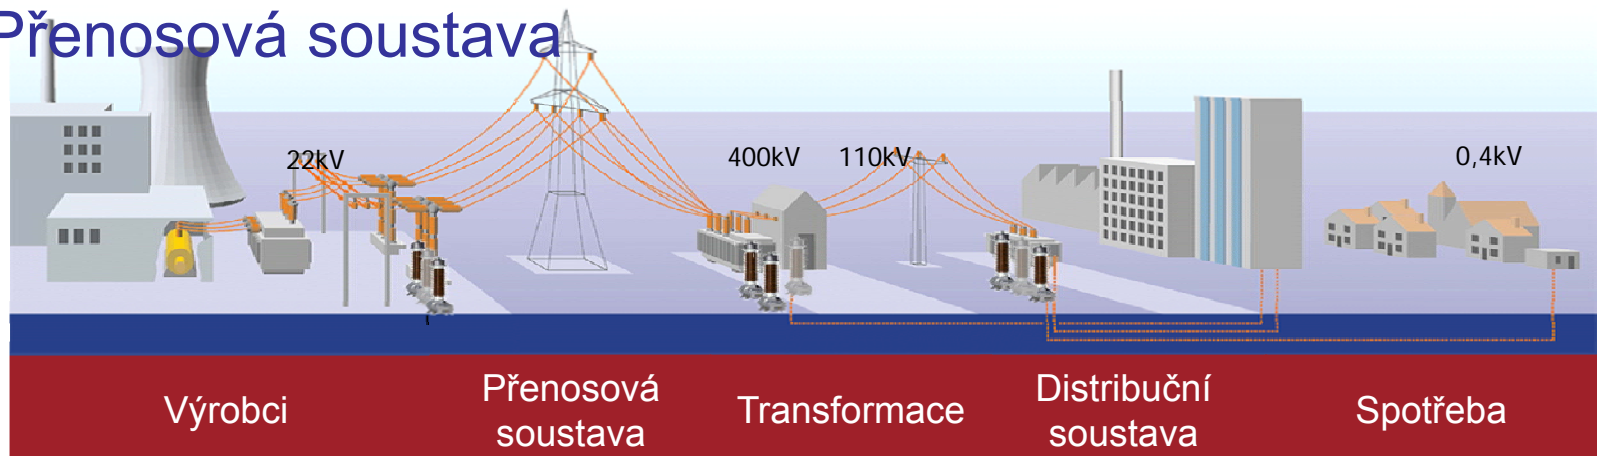 Přenosová soustava
22kV
400kV
110kV
0,4kV
Výrobci
Přenosová
soustava
Transformace
Distribuční
soustava
Spotřeba